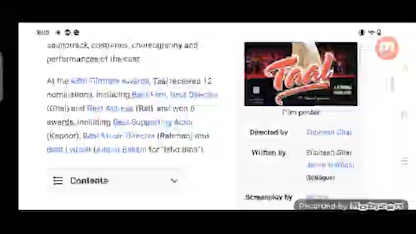 soundtrack, costumes, choreography and
performances of the cast.
At the 45th Filmfare Awards, Taal received 12
nominations, including Best Film, Best Director
(Ghai) and Best Actress (Rai), and won 6
awards, including Best Supporting Actor
(Kapoor), Best Music Director (Rahman) and
Best Lyricist (Anand Bakshi for "Ishq Bina").
Contents
Taal
Film poster
Directed by Subhash Ghai
Written by Subhash Ghai
(dialogue)
Screenplay by
Recorded by Mobizen